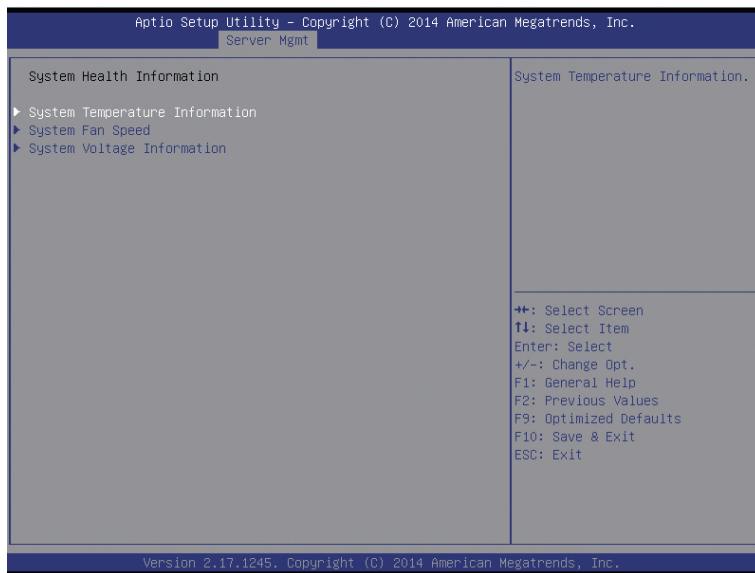 Aptio Setup Utility – Copyright (C) 2014 American Megatrends, Inc.
Server Mgmt
System Health Information
System Temperature Information
System Fan Speed
System Voltage Information
System Temperature Information.
→←: Select Screen
↑↓: Select Item
Enter: Select
+/-: Change Opt.
F1: General Help
F2: Previous Values
F9: Optimized Defaults
F10: Save & Exit
ESC: Exit
Version 2.17.1245. Copyright (C) 2014 American Megatrends, Inc.